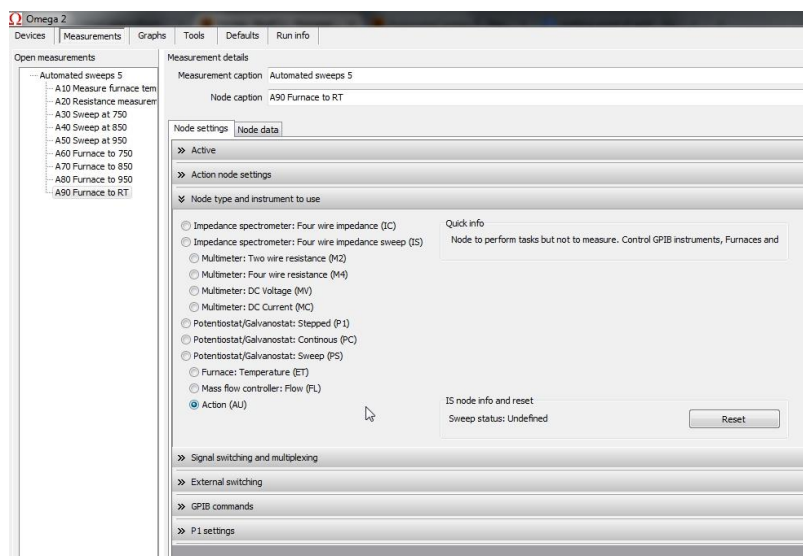 Omega 2
Devices Measurements Graphs Tools Defaults Run info
Open measurements
Automated sweeps 5
A10 Measure furnace tem
A20 Resistance measurem
A30 Sweep at 750
A40 Sweep at 850
A50 Sweep at 950
A60 Furnace to 750
A70 Furnace to 850
A80 Furnace to 950
A90 Furnace to RT
Measurement details
Measurement caption Automated sweeps 5
Node caption A90 Furnace to RT
Node settings Node data
Active
Action node settings
Node type and instrument to use
Impedance spectrometer: Four wire impedance (IC)
Impedance spectrometer: Four wire impedance sweep (IS)
Multimeter: Two wire resistance (M2)
Multimeter: Four wire resistance (M4)
Multimeter: DC Voltage (MV)
Multimeter: DC Current (MC)
Potentiostat/Galvanostat: Stepped (P1)
Potentiostat/Galvanostat: Continous (PC)
Potentiostat/Galvanostat: Sweep (PS)
Furnace: Temperature (ET)
Mass flow controller: Flow (FL)
Action (AU)
Quick info
Node to perform tasks but not to measure. Control GPIB instruments, Furnaces and
IS node info and reset
Sweep status: Undefined Reset
Signal switching and multiplexing
External switching
GPIB commands
P1 settings